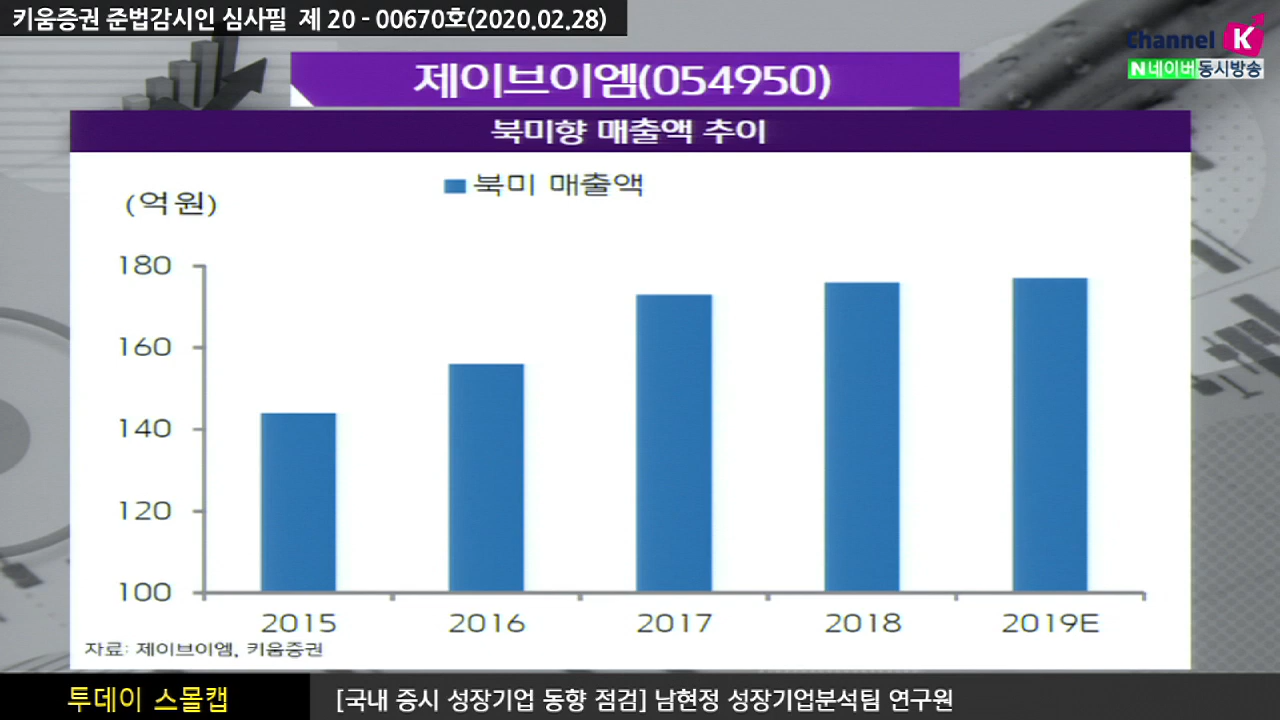 키움증권 준법감시인 심사필 제 20 - 00670호(2020.02.28)
Channel K
N 네이버 동시방송
제이브이엠(054950)
북미향 매출액 추이
북미 매출액
(억원)
180
160
140
120
100
2015 2016 2017 2018 2019E
자료: 제이브이엠, 키움증권
투데이 스몰캡
[국내 증시 성장기업 동향 점검] 남현정 성장기업분석팀 연구원